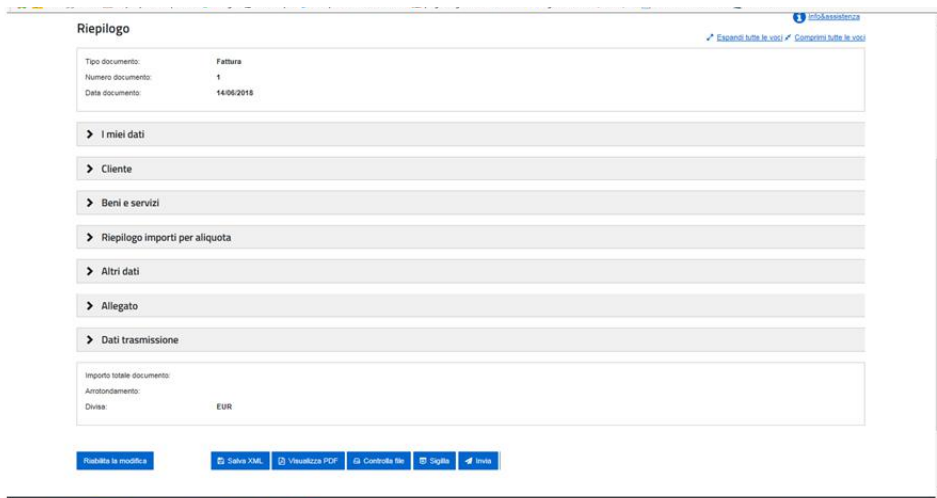 Info&assistenza
Riepilogo
Espandi tutte le voci Comprimi tutte le voci
Tipo documento: Fattura
Numero documento: 1
Data documento: 14/06/2018
I miei dati
Cliente
Beni e servizi
Riepilogo importi per aliquota
Altri dati
Allegato
Dati trasmissione
Importo totale documento:
Arrotondamento:
Divisa: EUR
Riabilita la modifica Salva XML Visualizza PDF Controlla file Sigilla Invia